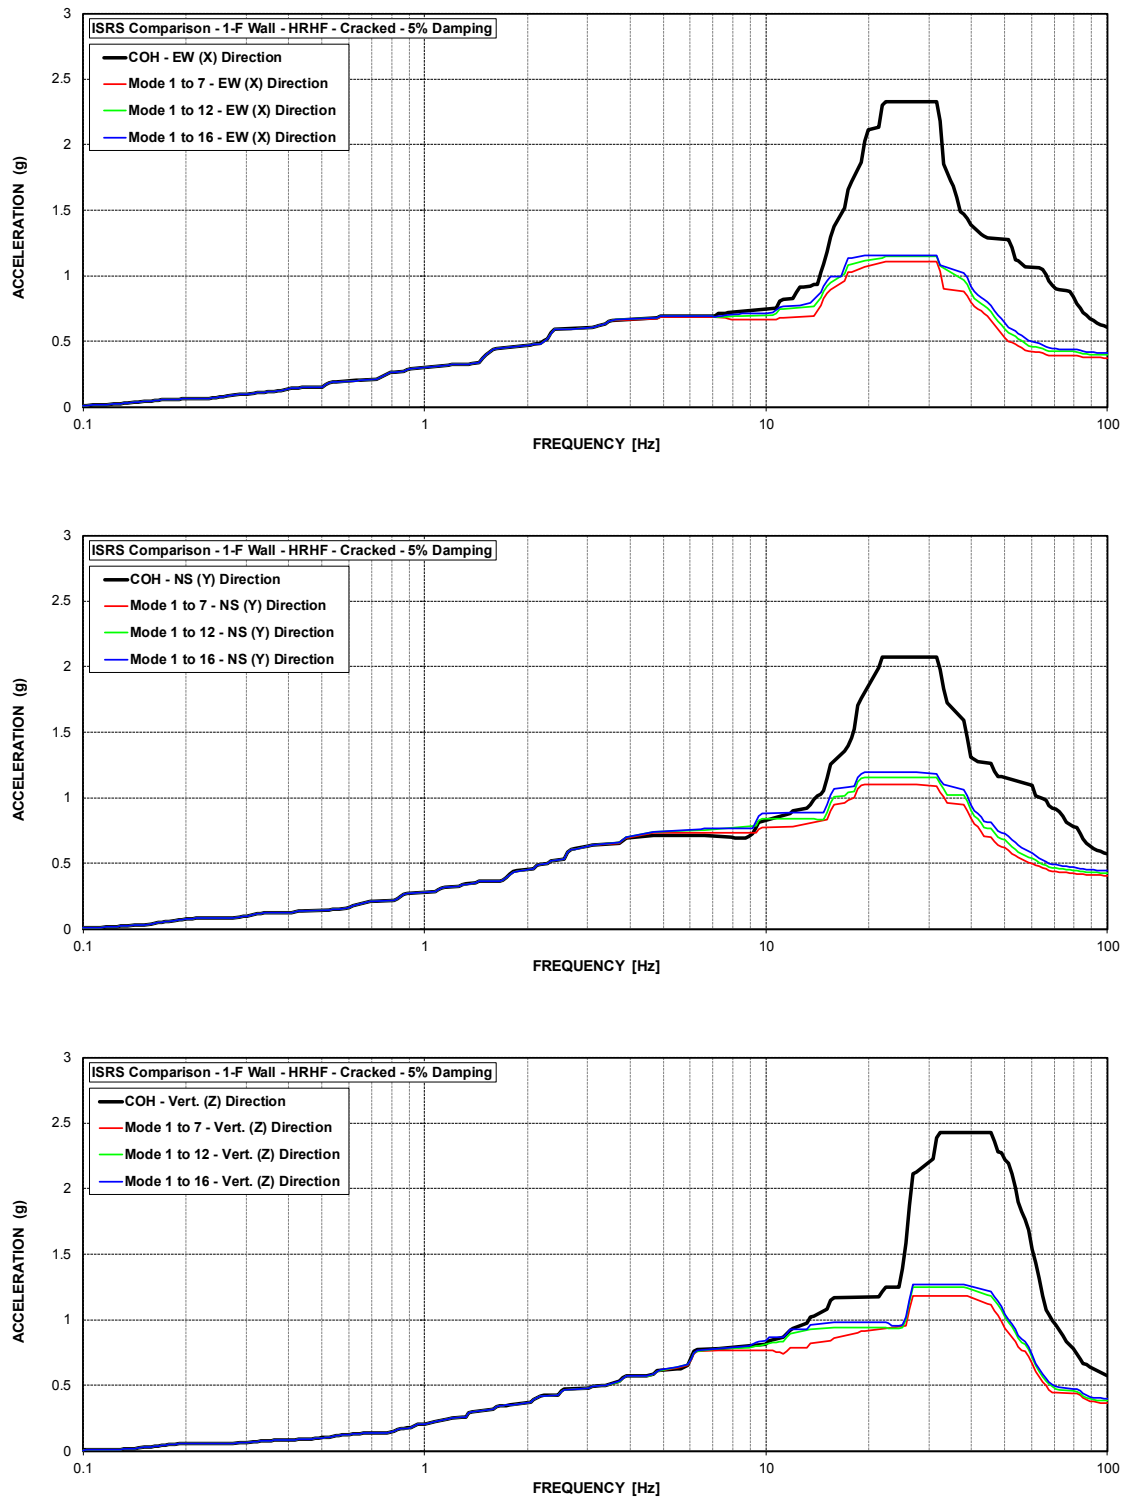 ISRS Comparison - 1-F Wall - HRHF - Cracked - 5% Damping
COH - EW (X) Direction
Mode 1 to 7 - EW (X) Direction
Mode 1 to 12 - EW (X) Direction
Mode 1 to 16 - EW (X) Direction
ACCELERATION (g)
3
2.5
2
1.5
1
0.5
0
0.1
1
10
100
FREQUENCY [Hz]
ISRS Comparison - 1-F Wall - HRHF - Cracked - 5% Damping
COH - NS (Y) Direction
Mode 1 to 7 - NS (Y) Direction
Mode 1 to 12 - NS (Y) Direction
Mode 1 to 16 - NS (Y) Direction
ACCELERATION (g)
3
2.5
2
1.5
1
0.5
0
0.1
1
10
100
FREQUENCY [Hz]
ISRS Comparison - 1-F Wall - HRHF - Cracked - 5% Damping
COH - Vert. (Z) Direction
Mode 1 to 7 - Vert. (Z) Direction
Mode 1 to 12 - Vert. (Z) Direction
Mode 1 to 16 - Vert. (Z) Direction
ACCELERATION (g)
3
2.5
2
1.5
1
0.5
0
0.1
1
10
100
FREQUENCY [Hz]